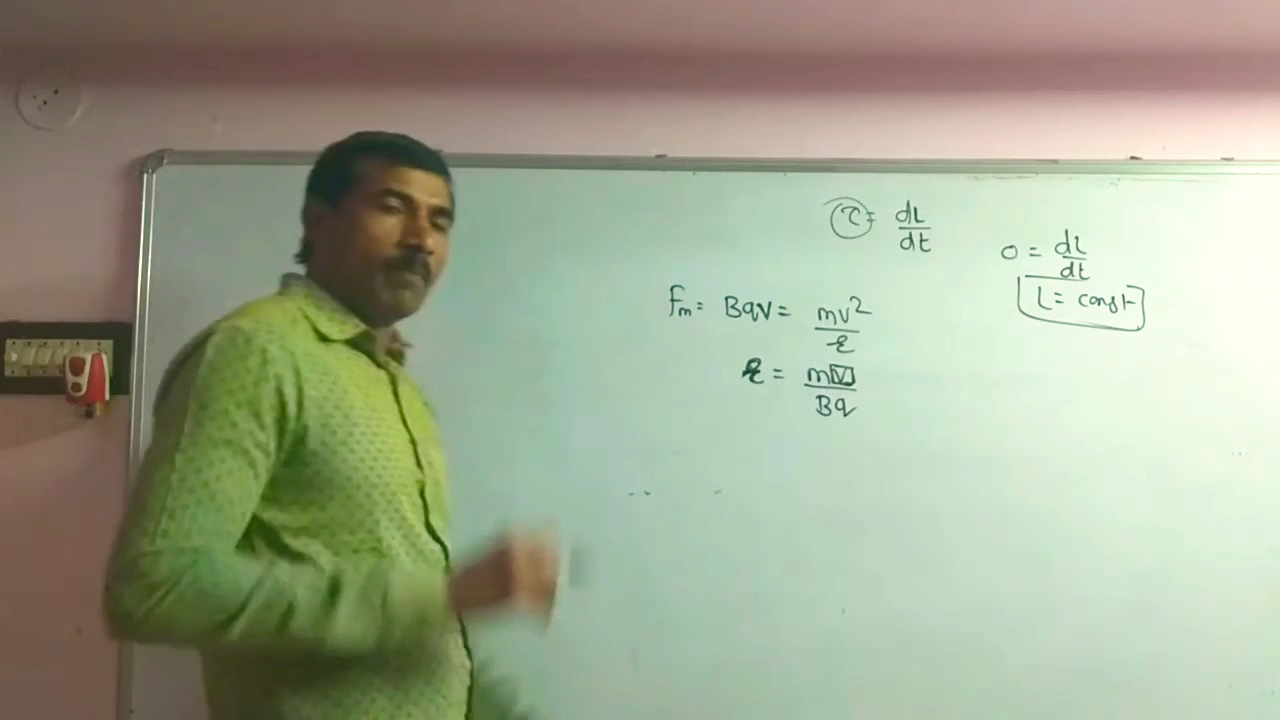 τ = dL/dt
0 = dL/dt
L = const
Fm = Bqv = mv²/r
r = mv/Bq